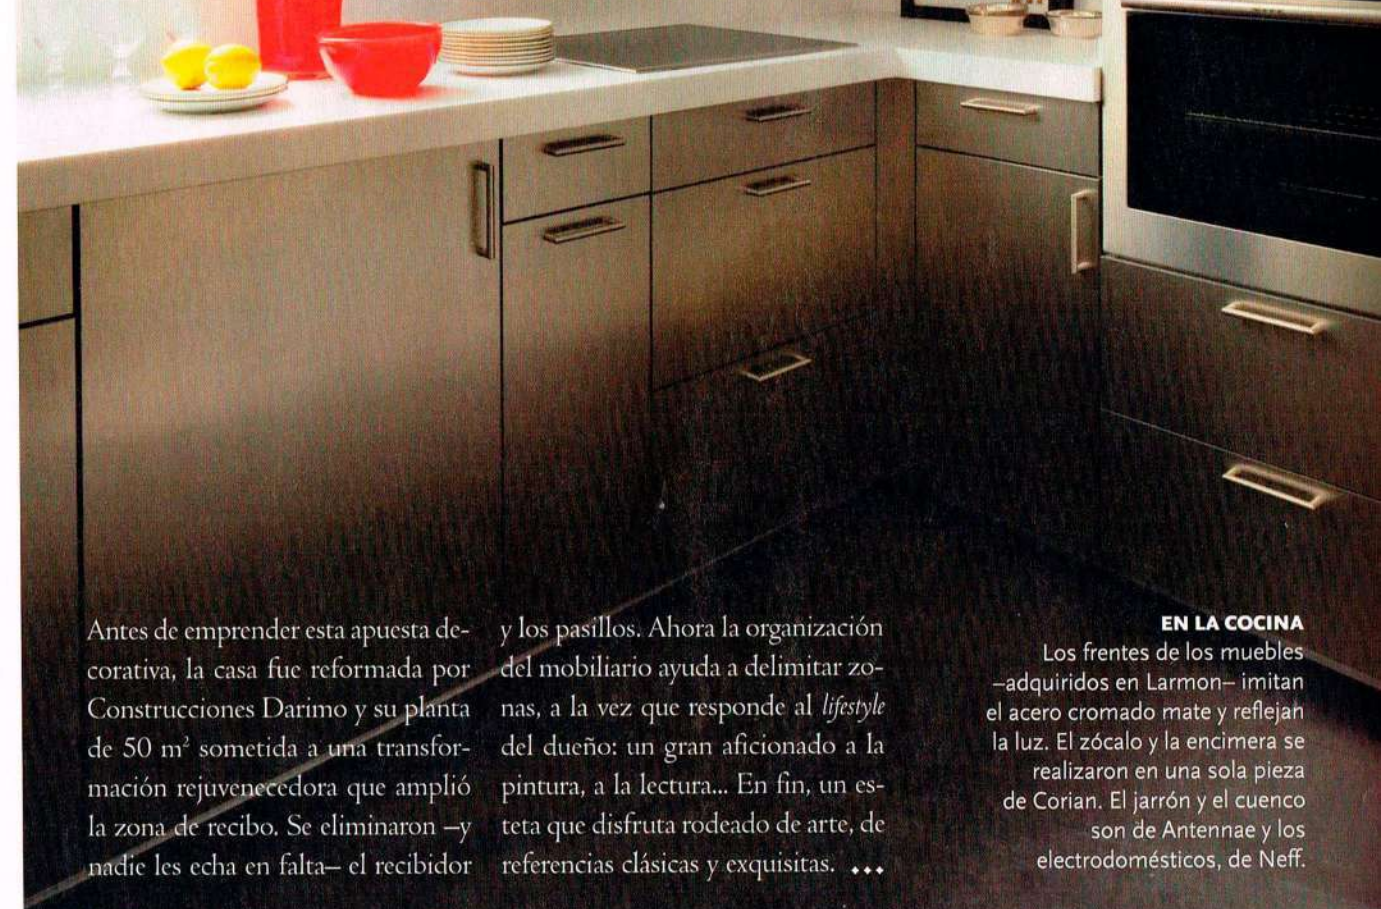 Antes de emprender esta apuesta de-
corativa, la casa fue reformada por
Construcciones Darimo y su planta
de 50 m² sometida a una transfor-
mación rejuvenecedora que amplió
la zona de recibo. Se eliminaron –y
nadie les echa en falta– el recibidor
y los pasillos. Ahora la organización
del mobiliario ayuda a delimitar zo-
nas, a la vez que responde al lifestyle
del dueño: un gran aficionado a la
pintura, a la lectura... En fin, un es-
teta que disfruta rodeado de arte, de
referencias clásicas y exquisitas. •••
EN LA COCINA
Los frentes de los muebles
–adquiridos en Larmon– imitan
el acero cromado mate y reflejan
la luz. El zócalo y la encimera se
realizaron en una sola pieza
de Corian. El jarrón y el cuenco
son de Antennae y los
electrodomésticos, de Neff.